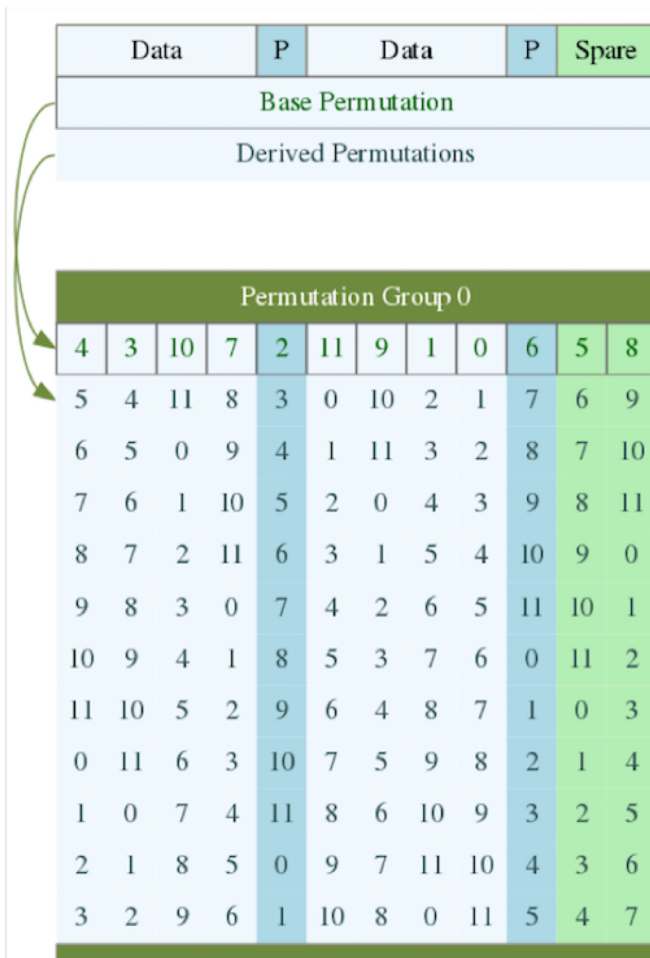 Data P Data P Spare
Base Permutation
Derived Permutations
Permutation Group 0
4 3 10 7 2 11 9 1 0 6 5 8
5 4 11 8 3 0 10 2 1 7 6 9
6 5 0 9 4 1 11 3 2 8 7 10
7 6 1 10 5 2 0 4 3 9 8 11
8 7 2 11 6 3 1 5 4 10 9 0
9 8 3 0 7 4 2 6 5 11 10 1
10 9 4 1 8 5 3 7 6 0 11 2
11 10 5 2 9 6 4 8 7 1 0 3
0 11 6 3 10 7 5 9 8 2 1 4
1 0 7 4 11 8 6 10 9 3 2 5
2 1 8 5 0 9 7 11 10 4 3 6
3 2 9 6 1 10 8 0 11 5 4 7